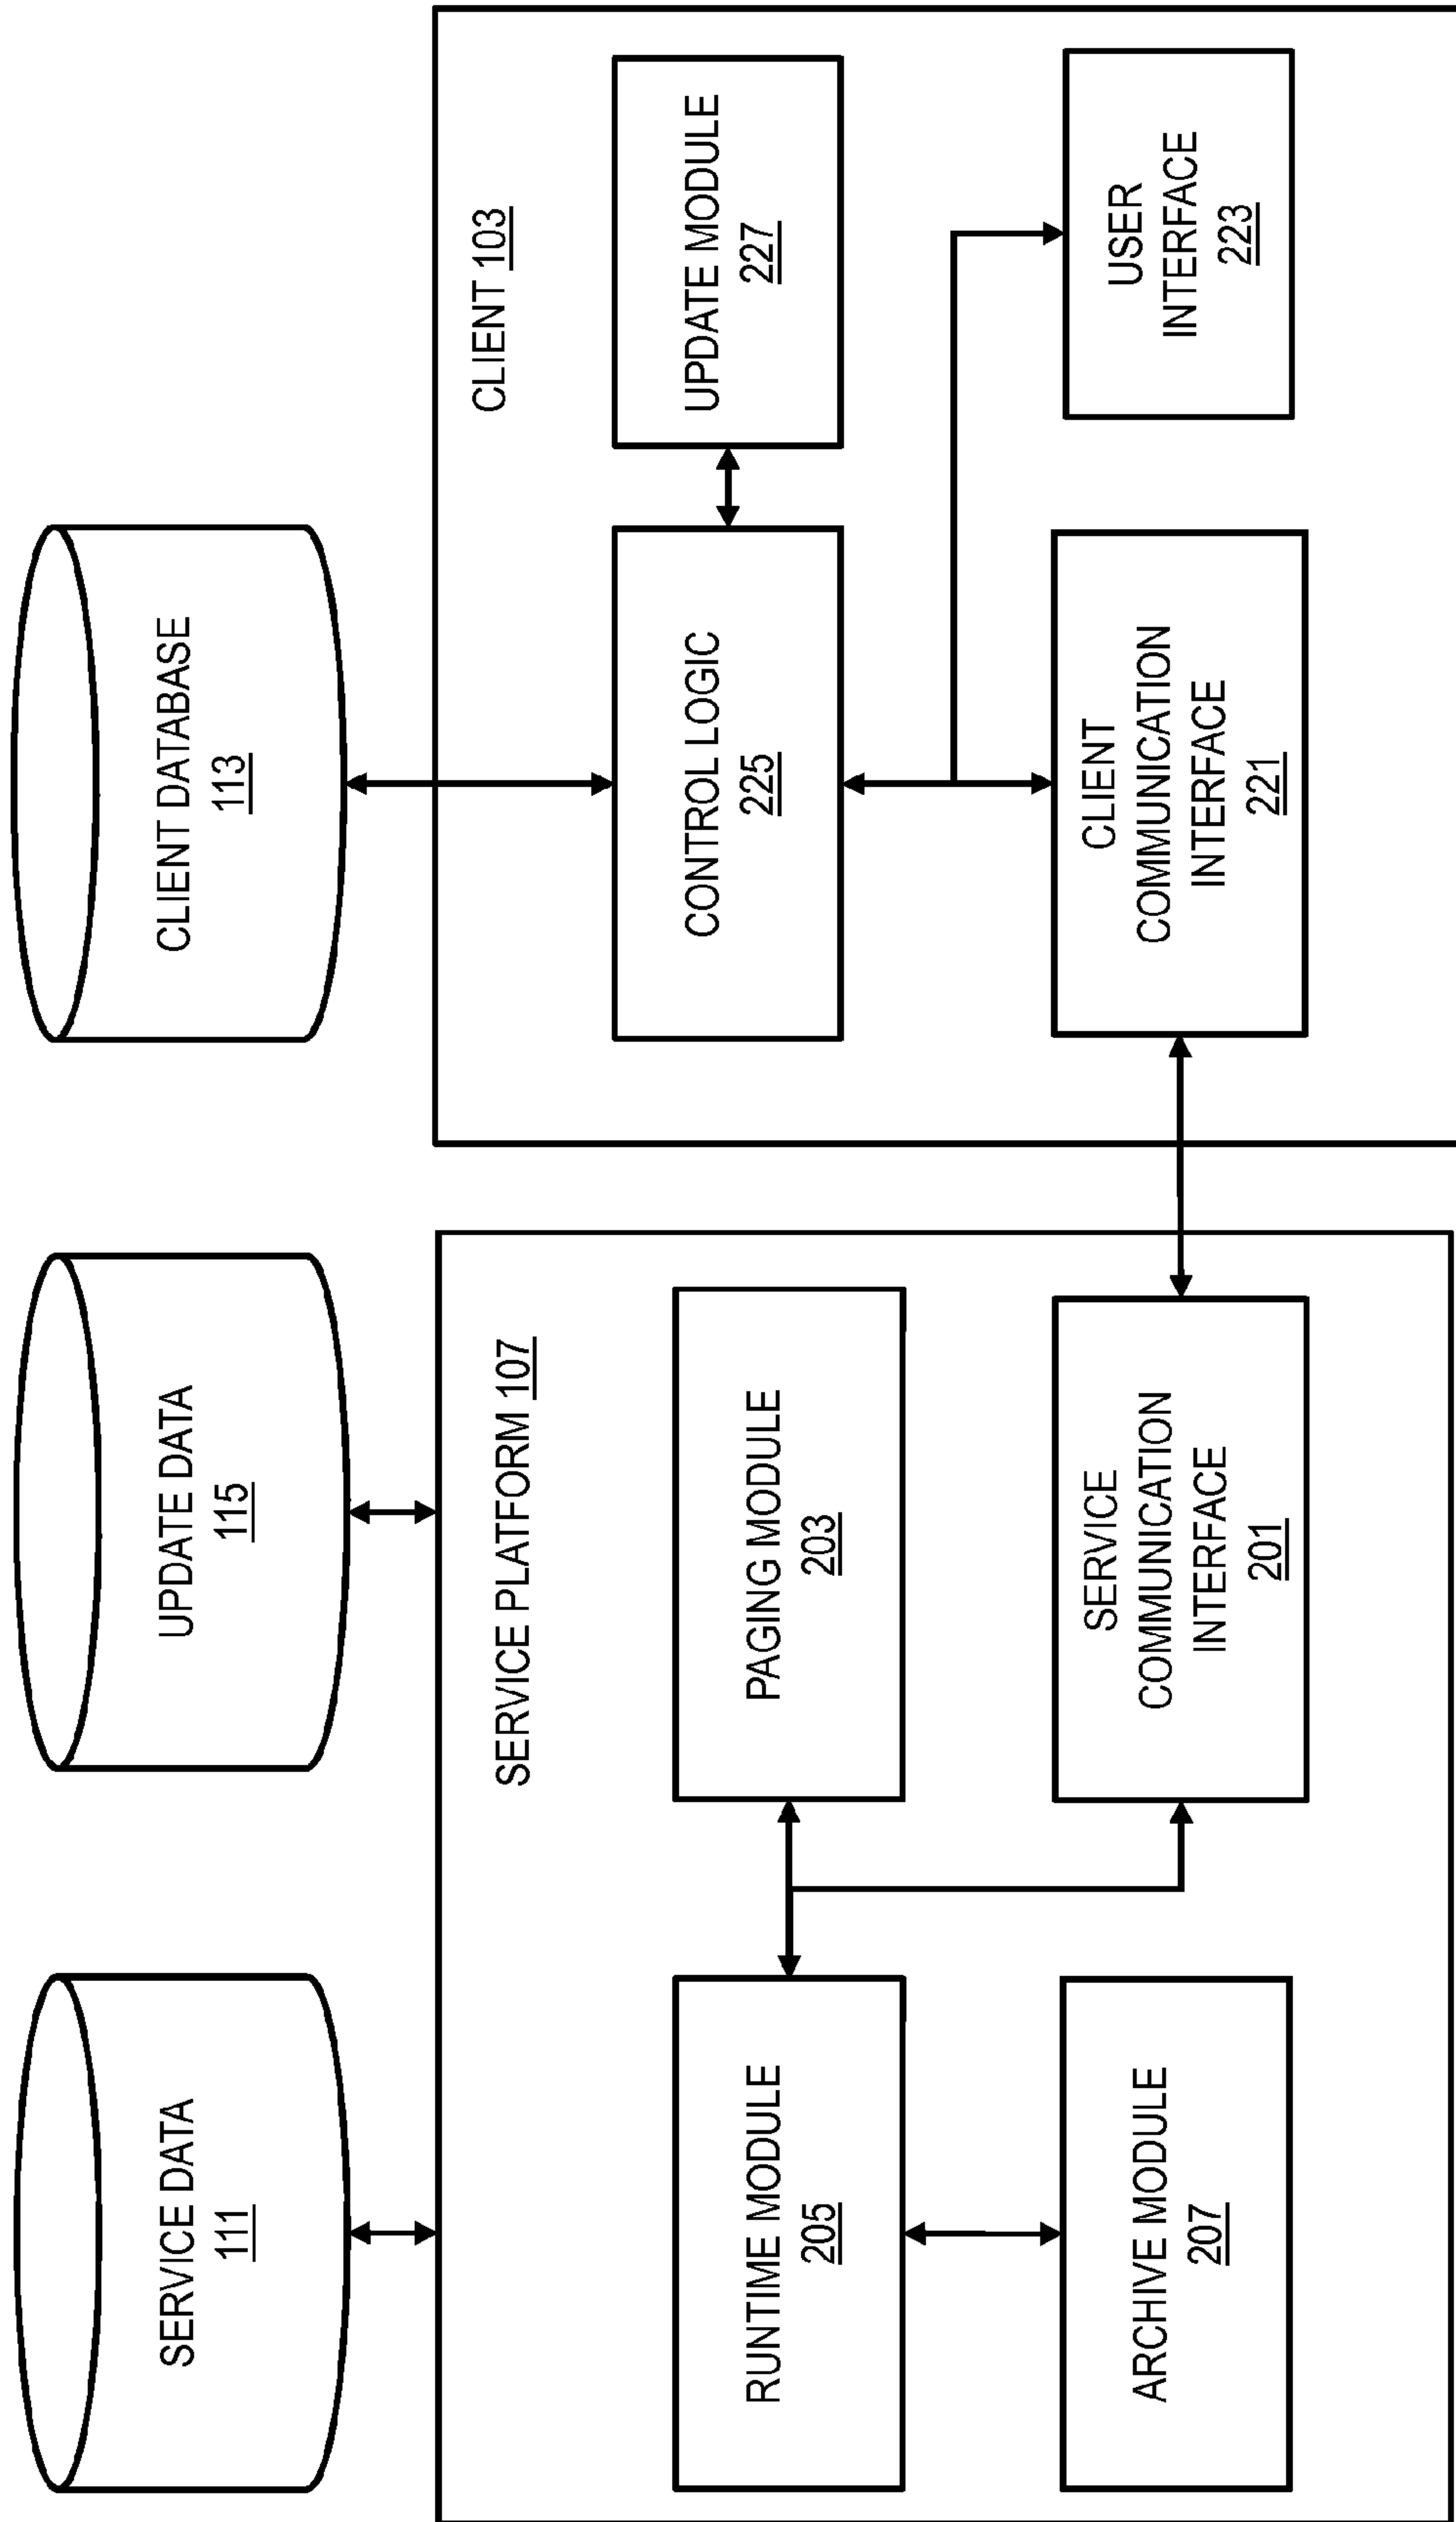 SERVICE DATA
111
UPDATE DATA
115
CLIENT DATABASE
113
SERVICE PLATFORM 107
RUNTIME MODULE
205
PAGING MODULE
203
ARCHIVE MODULE
207
SERVICE
COMMUNICATION
INTERFACE
201
CLIENT 103
CONTROL LOGIC
225
UPDATE MODULE
227
CLIENT
COMMUNICATION
INTERFACE
221
USER
INTERFACE
223